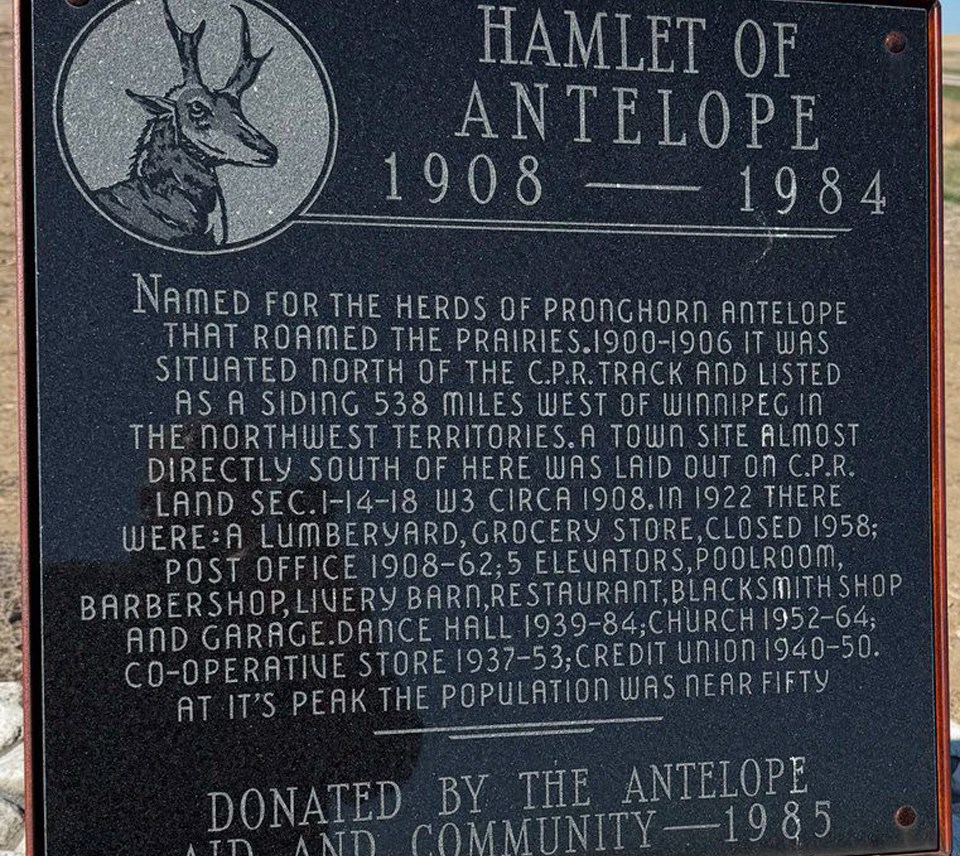 HAMLET OF
ANTELOPE
1908 — 1984
NAMED FOR THE HERDS OF PRONGHORN ANTELOPE
THAT ROAMED THE PRAIRIES.1900-1906 IT WAS
SITUATED NORTH OF THE C.P.R. TRACK AND LISTED
AS A SIDING 538 MILES WEST OF WINNIPEG IN
THE NORTHWEST TERRITORIES. A TOWN SITE ALMOST
DIRECTLY SOUTH OF HERE WAS LAID OUT ON C.P.R.
LAND SEC.1-14-18 W3 CIRCA 1908. IN 1922 THERE
WERE: A LUMBERYARD, GROCERY STORE, CLOSED 1958;
POST OFFICE 1908-62; 5 ELEVATORS, POOLROOM,
BARBERSHOP, LIVERY BARN, RESTAURANT, BLACKSMITH SHOP
AND GARAGE. DANCE HALL 1939-84; CHURCH 1952-64;
CO-OPERATIVE STORE 1937-53; CREDIT UNION 1940-50.
AT IT'S PEAK THE POPULATION WAS NEAR FIFTY
DONATED BY THE ANTELOPE
AID AND COMMUNITY — 1985